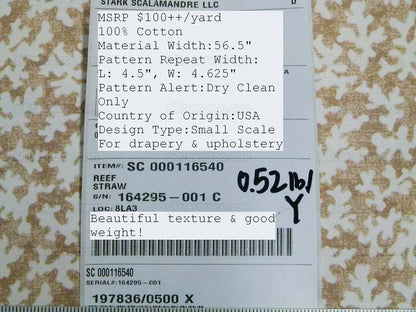 STARK SCALAMANDRE LLC
MSRP $100++/yard
100% Cotton
Material Width:56.5"
Pattern Repeat Width:
L: 4.5", W: 4.625"
Pattern Alert:Dry Clean
Only
Country of Origin:USA
Design Type:Small Scale
For drapery & upholstery
ITEM#: SC 000116540
REEF
STRAW
S/N: 164295-001 C
LOC: 8LA3
0.52 lb/
Y
Beautiful texture & good
weight!
SC 000116540
SERIAL#:164295-001
197836/0500 X